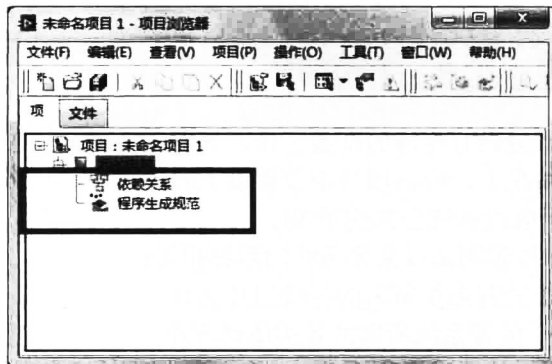 未命名项目 1 - 项目浏览器
文件(F) 编辑(E) 查看(V) 项目(P) 操作(O) 工具(T) 窗口(W) 帮助(H)
项 文件
项目：未命名项目 1
依赖关系
程序生成规范